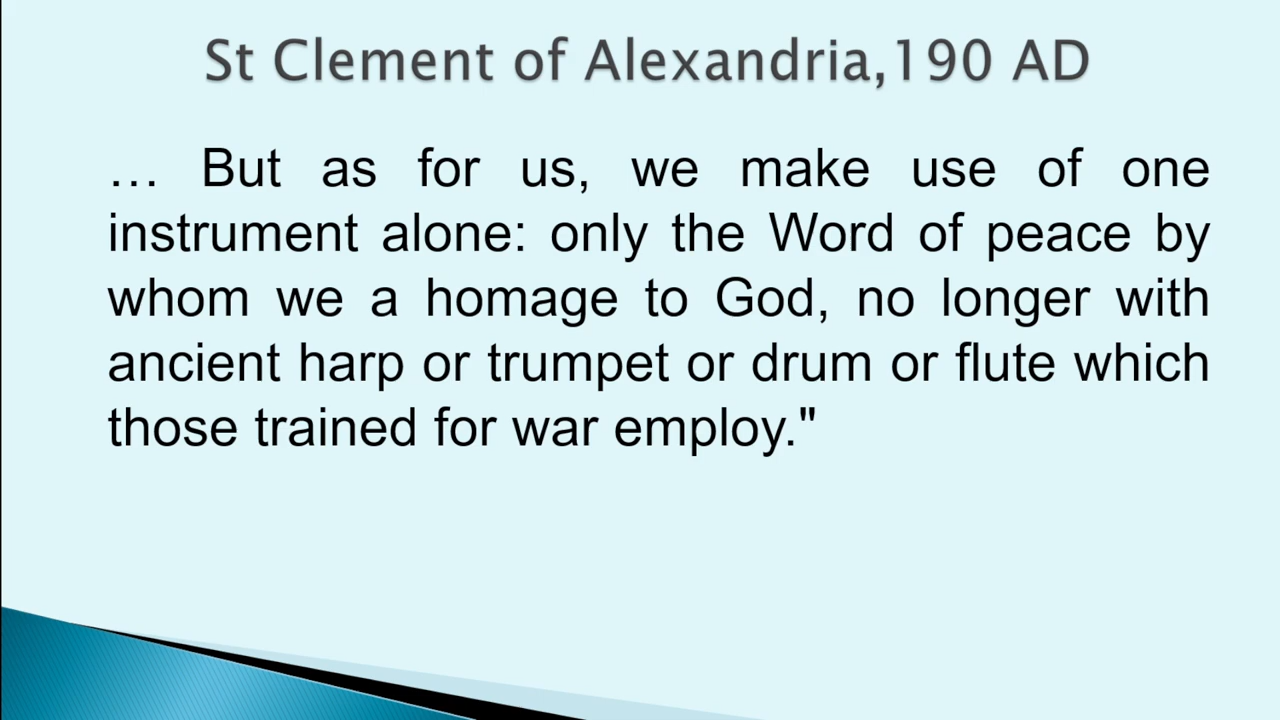 St Clement of Alexandria,190 AD
… But as for us, we make use of one
instrument alone: only the Word of peace by
whom we a homage to God, no longer with
ancient harp or trumpet or drum or flute which
those trained for war employ."